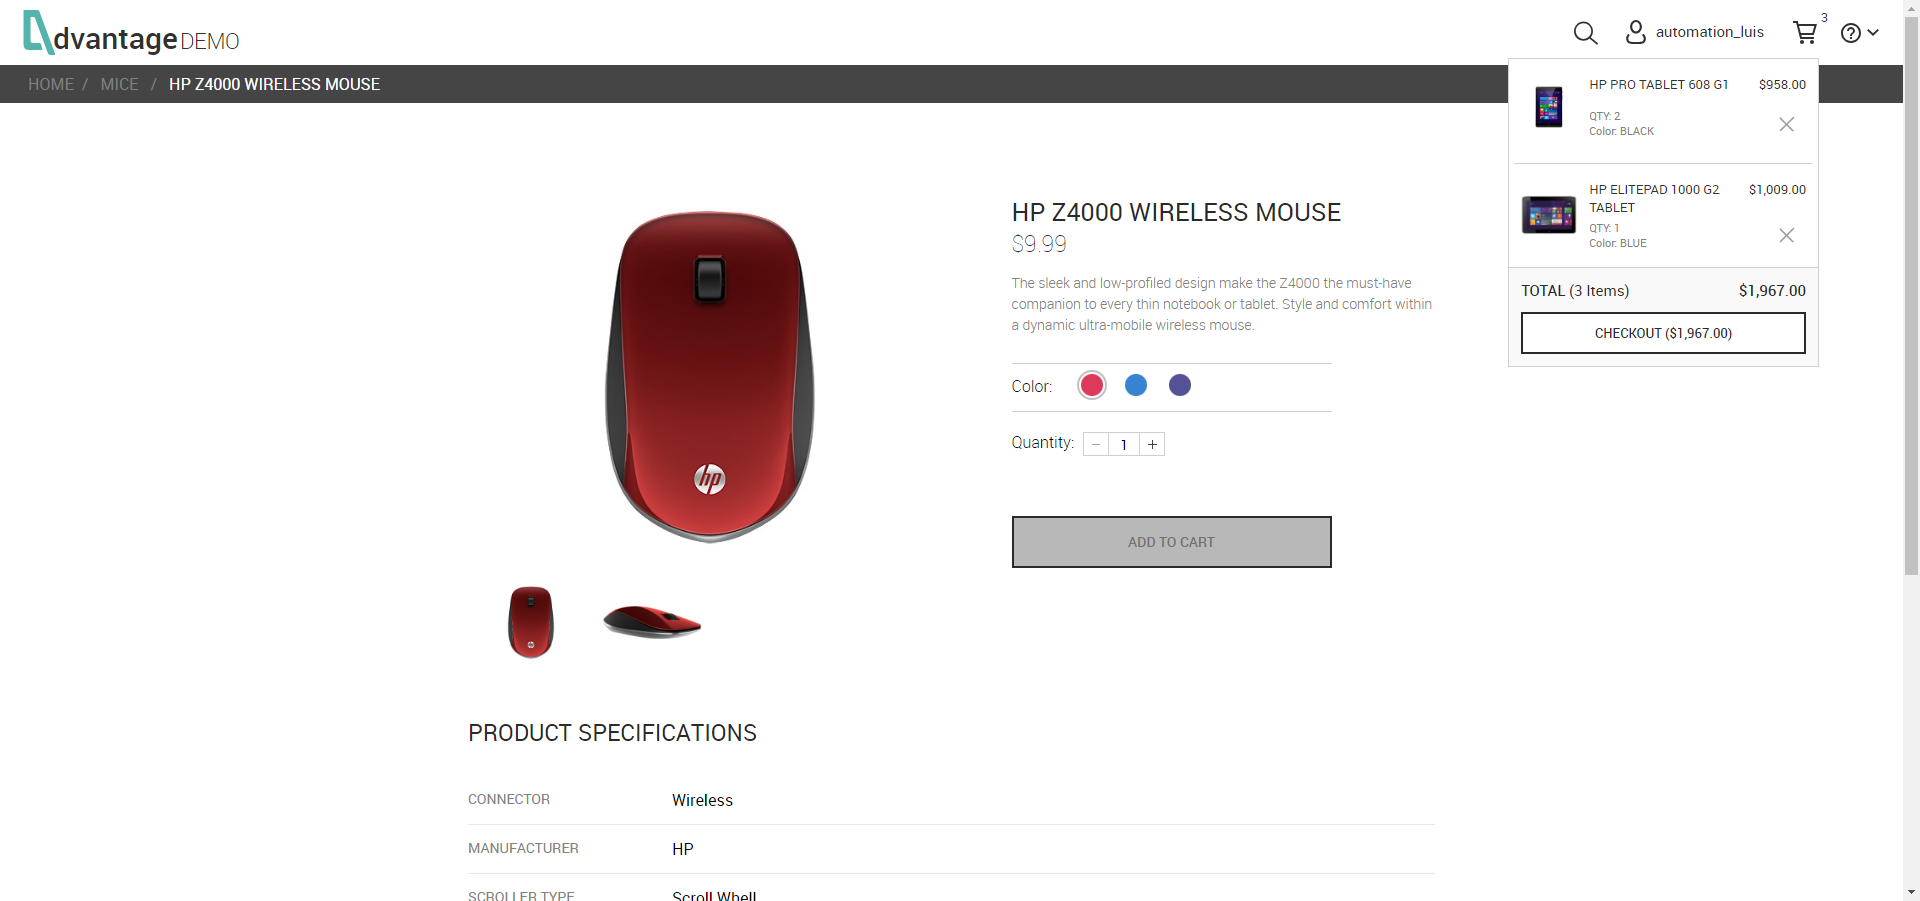 dvantage DEMO
automation_luis
3
HOME / MICE / HP Z4000 WIRELESS MOUSE
HP PRO TABLET 608 G1 $958.00
QTY: 2
Color: BLACK
HP ELITEPAD 1000 G2 $1,009.00
TABLET
QTY: 1
Color: BLUE
TOTAL (3 Items) $1,967.00
CHECKOUT ($1,967.00)
hp
HP Z4000 WIRELESS MOUSE
$9.99
The sleek and low-profiled design make the Z4000 the must-have
companion to every thin notebook or tablet. Style and comfort within
a dynamic ultra-mobile wireless mouse.
Color:
Quantity: − 1 +
ADD TO CART
PRODUCT SPECIFICATIONS
CONNECTOR Wireless
MANUFACTURER HP
SCROLLER TYPE Scroll Whell